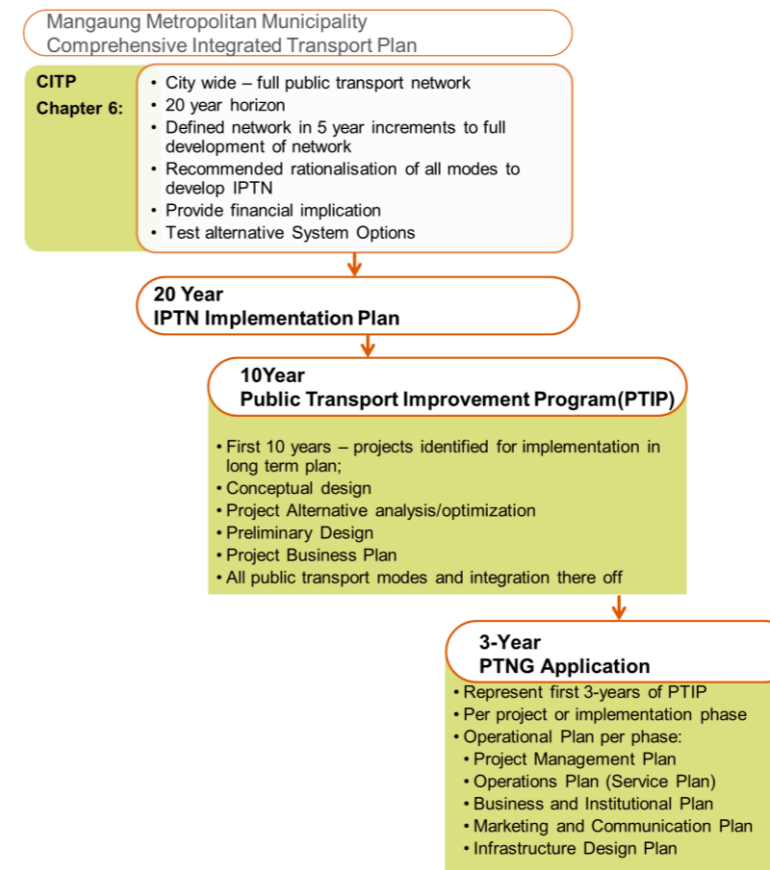 Mangaung Metropolitan Municipality
Comprehensive Integrated Transport Plan
CITP
Chapter 6:
• City wide – full public transport network
• 20 year horizon
• Defined network in 5 year increments to full
development of network
• Recommended rationalisation of all modes to
develop IPTN
• Provide financial implication
• Test alternative System Options
20 Year
IPTN Implementation Plan
10Year
Public Transport Improvement Program(PTIP)
• First 10 years – projects identified for implementation in
long term plan;
• Conceptual design
• Project Alternative analysis/optimization
• Preliminary Design
• Project Business Plan
• All public transport modes and integration there off
3-Year
PTNG Application
• Represent first 3-years of PTIP
• Per project or implementation phase
• Operational Plan per phase:
• Project Management Plan
• Operations Plan (Service Plan)
• Business and Institutional Plan
• Marketing and Communication Plan
• Infrastructure Design Plan